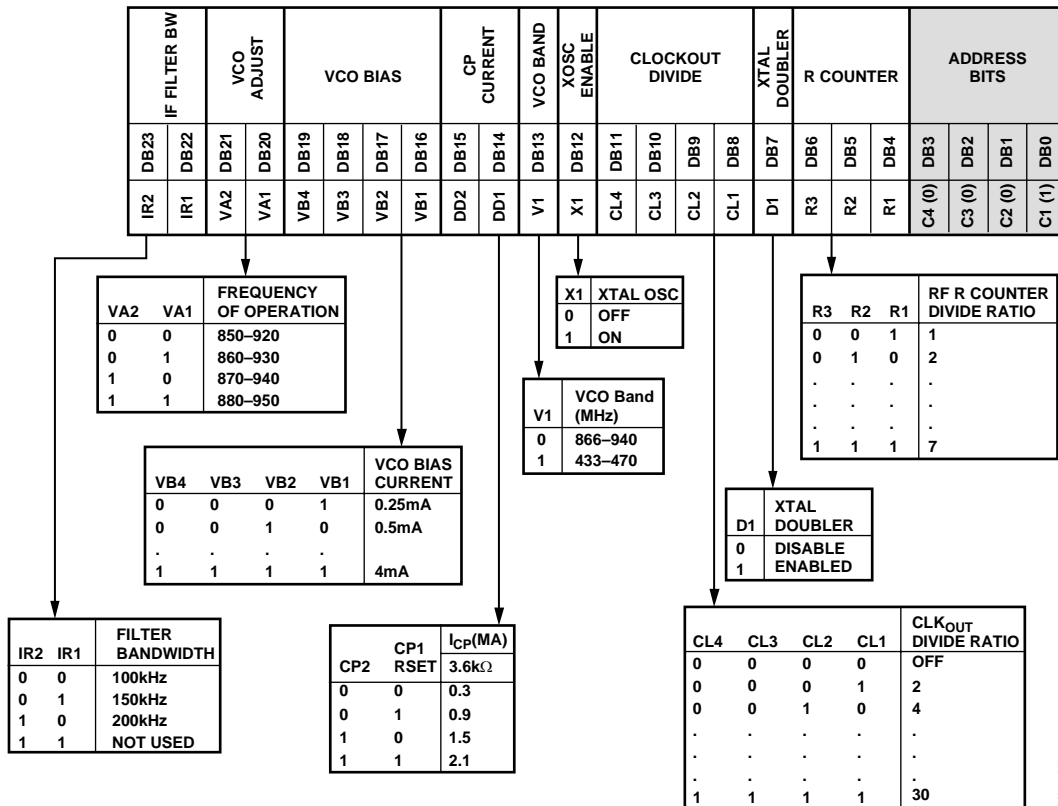 IF FILTER BW
VCO ADJUST
VCO BIAS
CP CURRENT
VCO BAND
XOSC ENABLE
CLOCKOUT DIVIDE
XTAL DOUBLER
R COUNTER
ADDRESS BITS
DB23 DB22 DB21 DB20 DB19 DB18 DB17 DB16 DB15 DB14 DB13 DB12 DB11 DB10 DB9 DB8 DB7 DB6 DB5 DB4 DB3 DB2 DB1 DB0
IR2 IR1 VA2 VA1 VB4 VB3 VB2 VB1 DD2 DD1 V1 X1 CL4 CL3 CL2 CL1 D1 R3 R2 R1 C4 (0) C3 (0) C2 (0) C1 (1)
VA2 VA1 FREQUENCY
OF OPERATION
0 0 850–920
0 1 860–930
1 0 870–940
1 1 880–950
X1 XTAL OSC
0 OFF
1 ON
R3 R2 R1 RF R COUNTER
DIVIDE RATIO
0 0 1 1
0 1 0 2
. . . .
. . . .
. . . .
1 1 1 7
V1 VCO Band
(MHz)
0 866–940
1 433–470
VB4 VB3 VB2 VB1 VCO BIAS
CURRENT
0 0 0 1 0.25mA
0 0 1 0 0.5mA
. . .
1 1 1 1 4mA
D1 XTAL
DOUBLER
0 DISABLE
1 ENABLED
IR2 IR1 FILTER
BANDWIDTH
0 0 100kHz
0 1 150kHz
1 0 200kHz
1 1 NOT USED
CP2 CP1
RSET
ICP(MA)
3.6kΩ
0 0 0.3
0 1 0.9
1 0 1.5
1 1 2.1
CL4 CL3 CL2 CL1 CLKOUT
DIVIDE RATIO
0 0 0 0 OFF
0 0 0 1 2
0 0 1 0 4
. . . . .
. . . . .
. . . . .
1 1 1 1 30